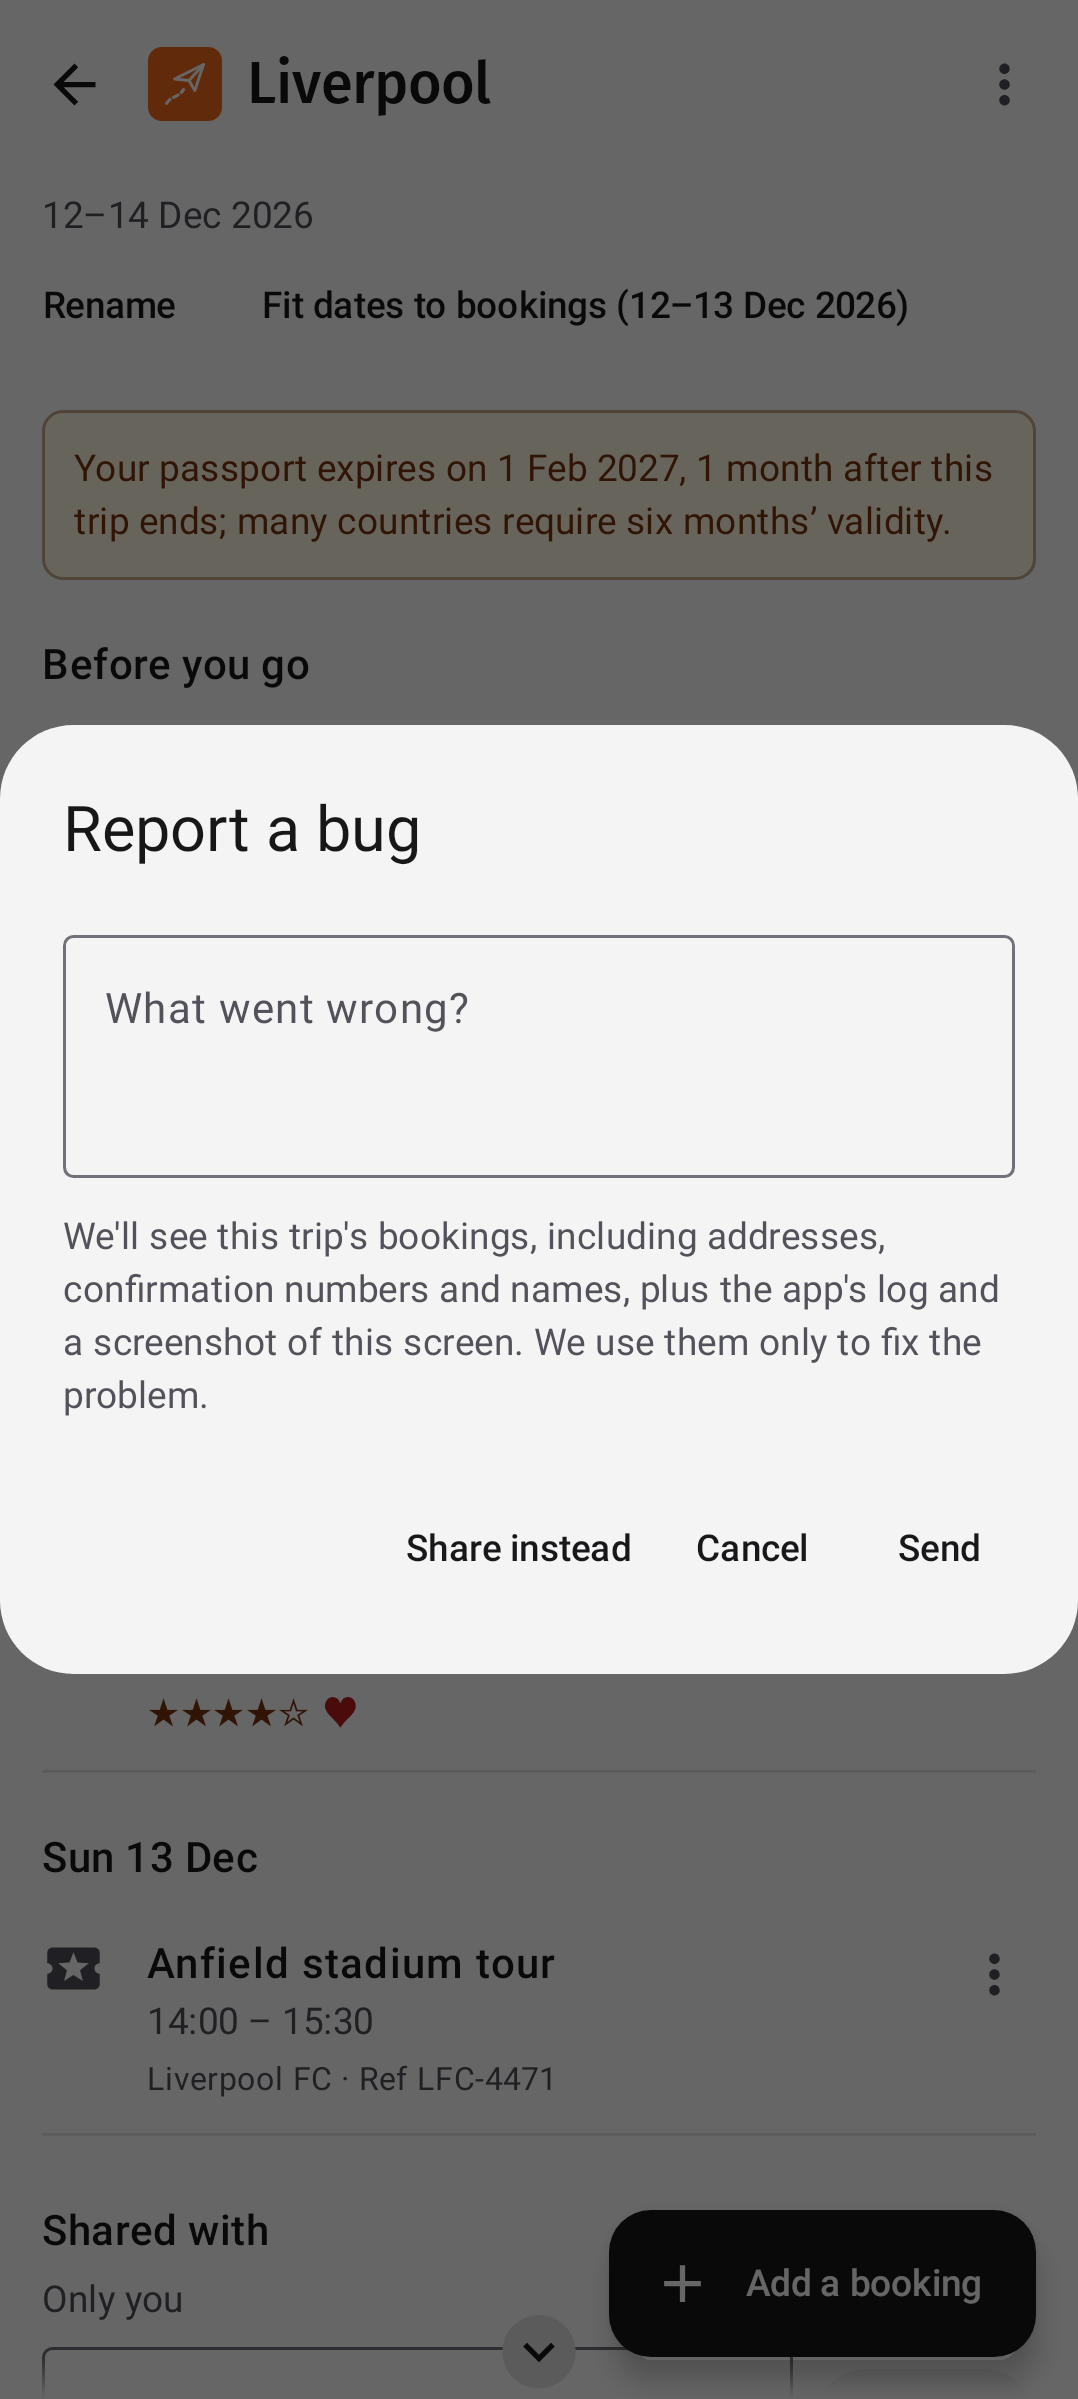 Liverpool
12–14 Dec 2026
Rename Fit dates to bookings (12–13 Dec 2026)
Your passport expires on 1 Feb 2027, 1 month after this
trip ends; many countries require six months’ validity.
Before you go
Report a bug
What went wrong?
We'll see this trip's bookings, including addresses,
confirmation numbers and names, plus the app's log and
a screenshot of this screen. We use them only to fix the
problem.
Share instead Cancel Send
★★★★☆ ♥
Sun 13 Dec
Anfield stadium tour
14:00 – 15:30
Liverpool FC · Ref LFC-4471
Shared with
Only you
Add a booking